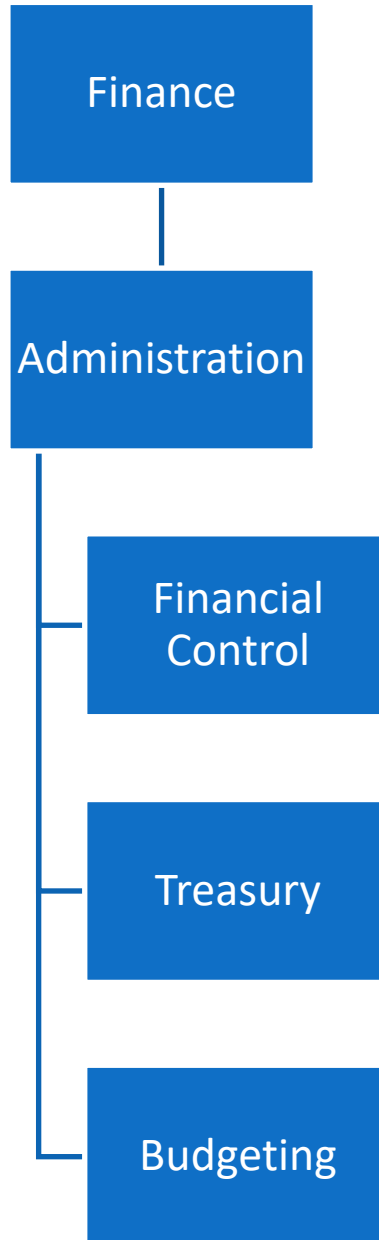 Finance
Administration
Financial
Control
Treasury
Budgeting